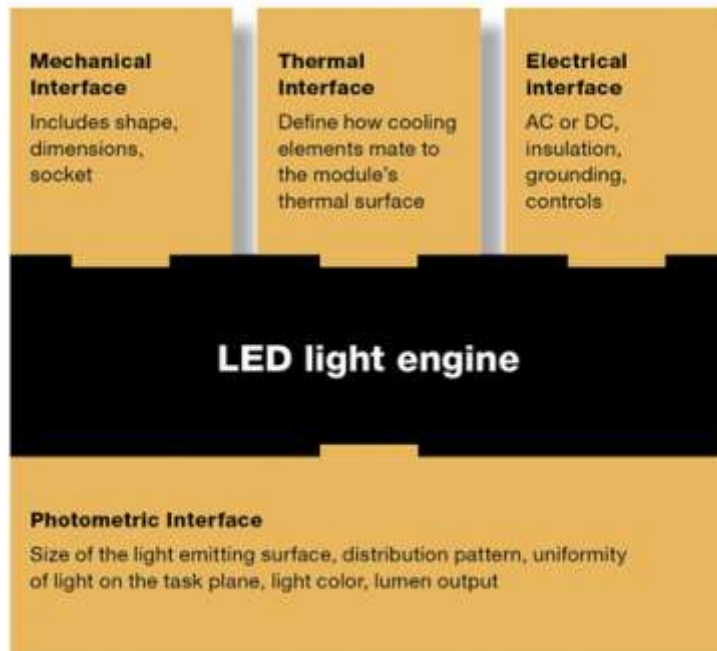 Mechanical
Interface
Includes shape,
dimensions,
socket
Thermal
Interface
Define how cooling
elements mate to
the module's
thermal surface
Electrical
interface
AC or DC,
insulation,
grounding,
controls
LED light engine
Photometric Interface
Size of the light emitting surface, distribution pattern, uniformity
of light on the task plane, light color, lumen output